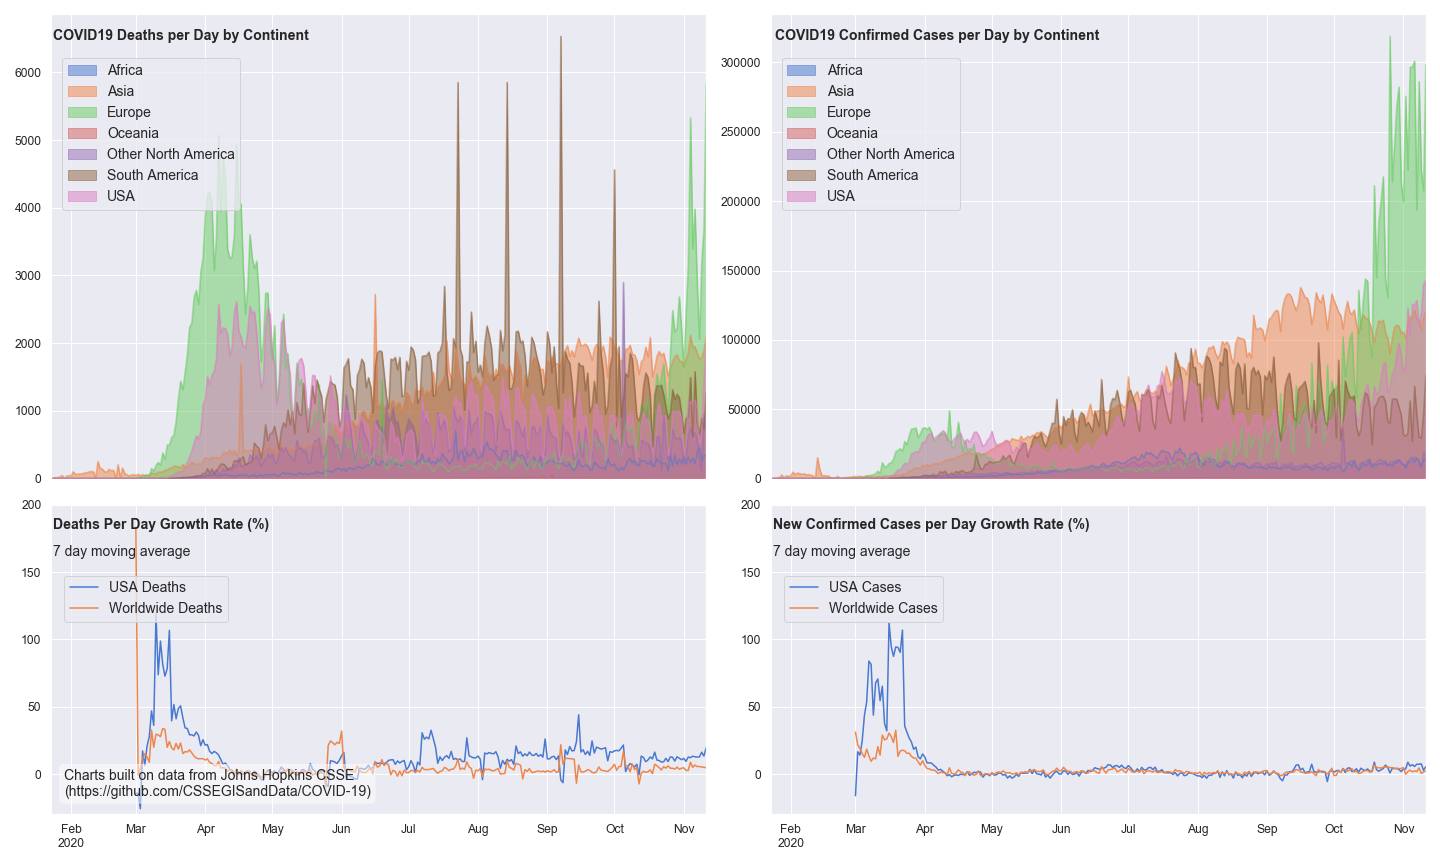 COVID19 Deaths per Day by Continent
Africa
Asia
Europe
Oceania
Other North America
South America
USA
6000
5000
4000
3000
2000
1000
0
COVID19 Confirmed Cases per Day by Continent
Africa
Asia
Europe
Oceania
Other North America
South America
USA
300000
250000
200000
150000
100000
50000
0
Deaths Per Day Growth Rate (%)
7 day moving average
USA Deaths
Worldwide Deaths
200
150
100
50
0
Charts built on data from Johns Hopkins CSSE
(https://github.com/CSSEGISandData/COVID-19)
Feb Mar Apr May Jun Jul Aug Sep Oct Nov
2020
New Confirmed Cases per Day Growth Rate (%)
7 day moving average
USA Cases
Worldwide Cases
200
150
100
50
0
Feb Mar Apr May Jun Jul Aug Sep Oct Nov
2020